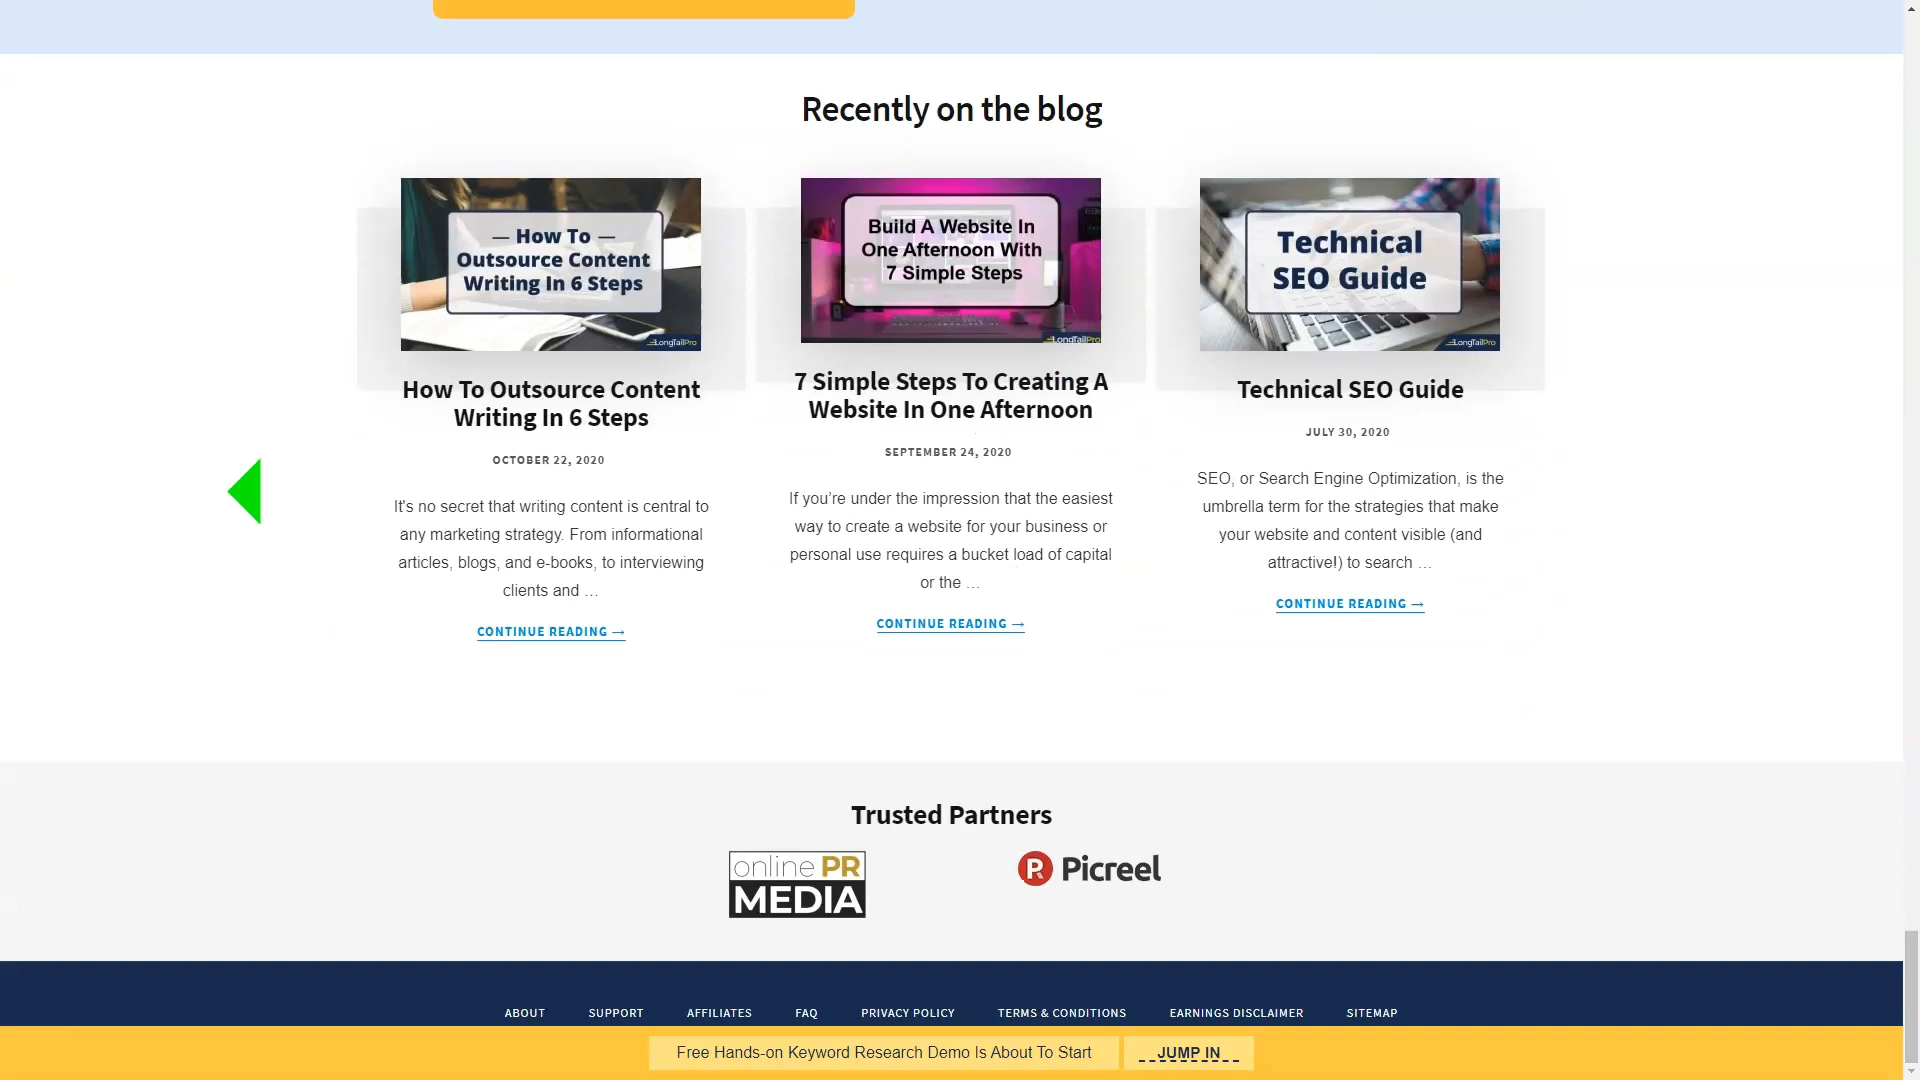 Recently on the blog
— How To —
Outsource Content
Writing In 6 Steps
LongTailPro
How To Outsource Content
Writing In 6 Steps
OCTOBER 22, 2020
It's no secret that writing content is central to
any marketing strategy. From informational
articles, blogs, and e-books, to interviewing
clients and …
CONTINUE READING →
Build A Website In
One Afternoon With
7 Simple Steps
LongTailPro
7 Simple Steps To Creating A
Website In One Afternoon
SEPTEMBER 24, 2020
If you’re under the impression that the easiest
way to create a website for your business or
personal use requires a bucket load of capital
or the …
CONTINUE READING →
Technical
SEO Guide
LongTailPro
Technical SEO Guide
JULY 30, 2020
SEO, or Search Engine Optimization, is the
umbrella term for the strategies that make
your website and content visible (and
attractive!) to search …
CONTINUE READING →
Trusted Partners
online PR
MEDIA
R Picreel
ABOUT SUPPORT AFFILIATES FAQ PRIVACY POLICY TERMS & CONDITIONS EARNINGS DISCLAIMER SITEMAP
Free Hands-on Keyword Research Demo Is About To Start JUMP IN